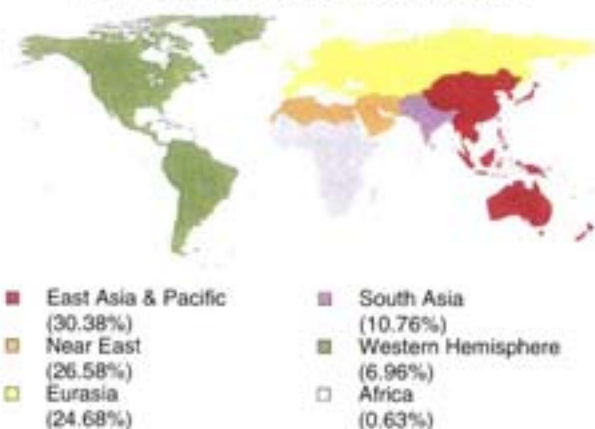 East Asia & Pacific
(30.38%)
Near East
(26.58%)
Eurasia
(24.68%)
South Asia
(10.76%)
Western Hemisphere
(6.96%)
Africa
(0.63%)